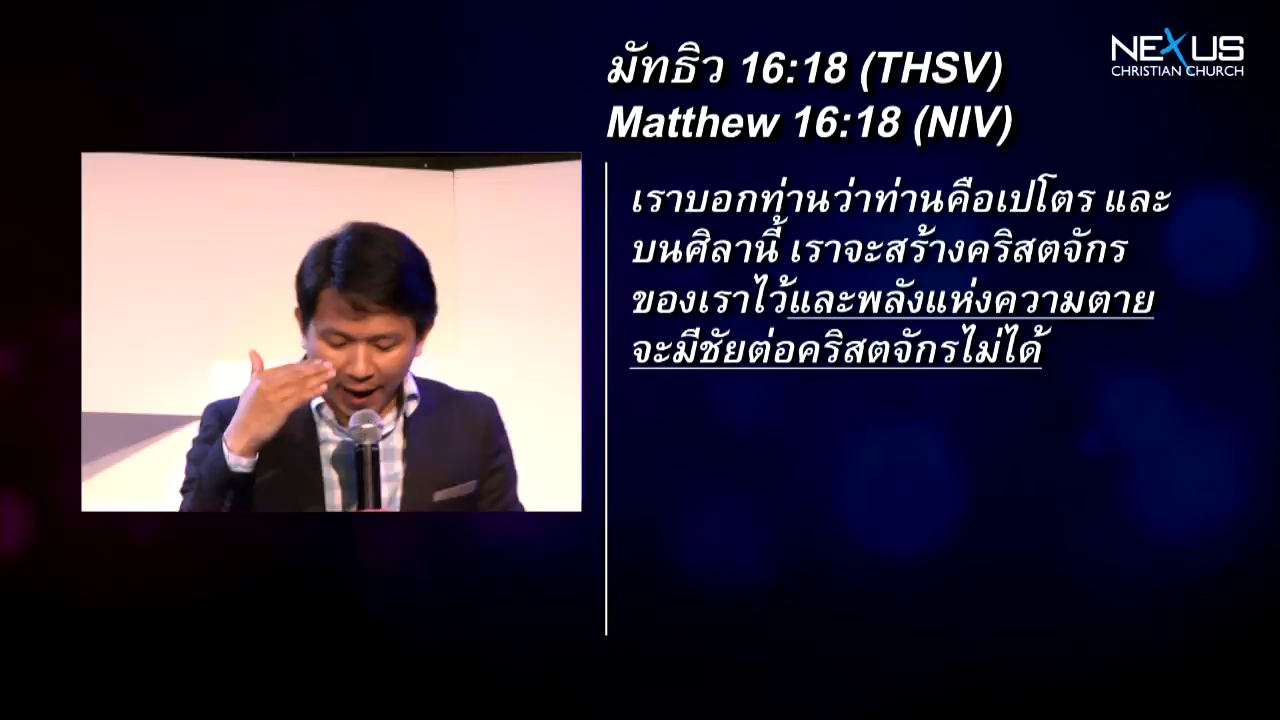 NEXUS
CHRISTIAN CHURCH
มัทธิว 16:18 (THSV)
Matthew 16:18 (NIV)
เราบอกท่านว่าท่านคือเปโตร และ
บนศิลานี้ เราจะสร้างคริสตจักร
ของเราไว้และพลังแห่งความตาย
จะมีชัยต่อคริสตจักรไม่ได้